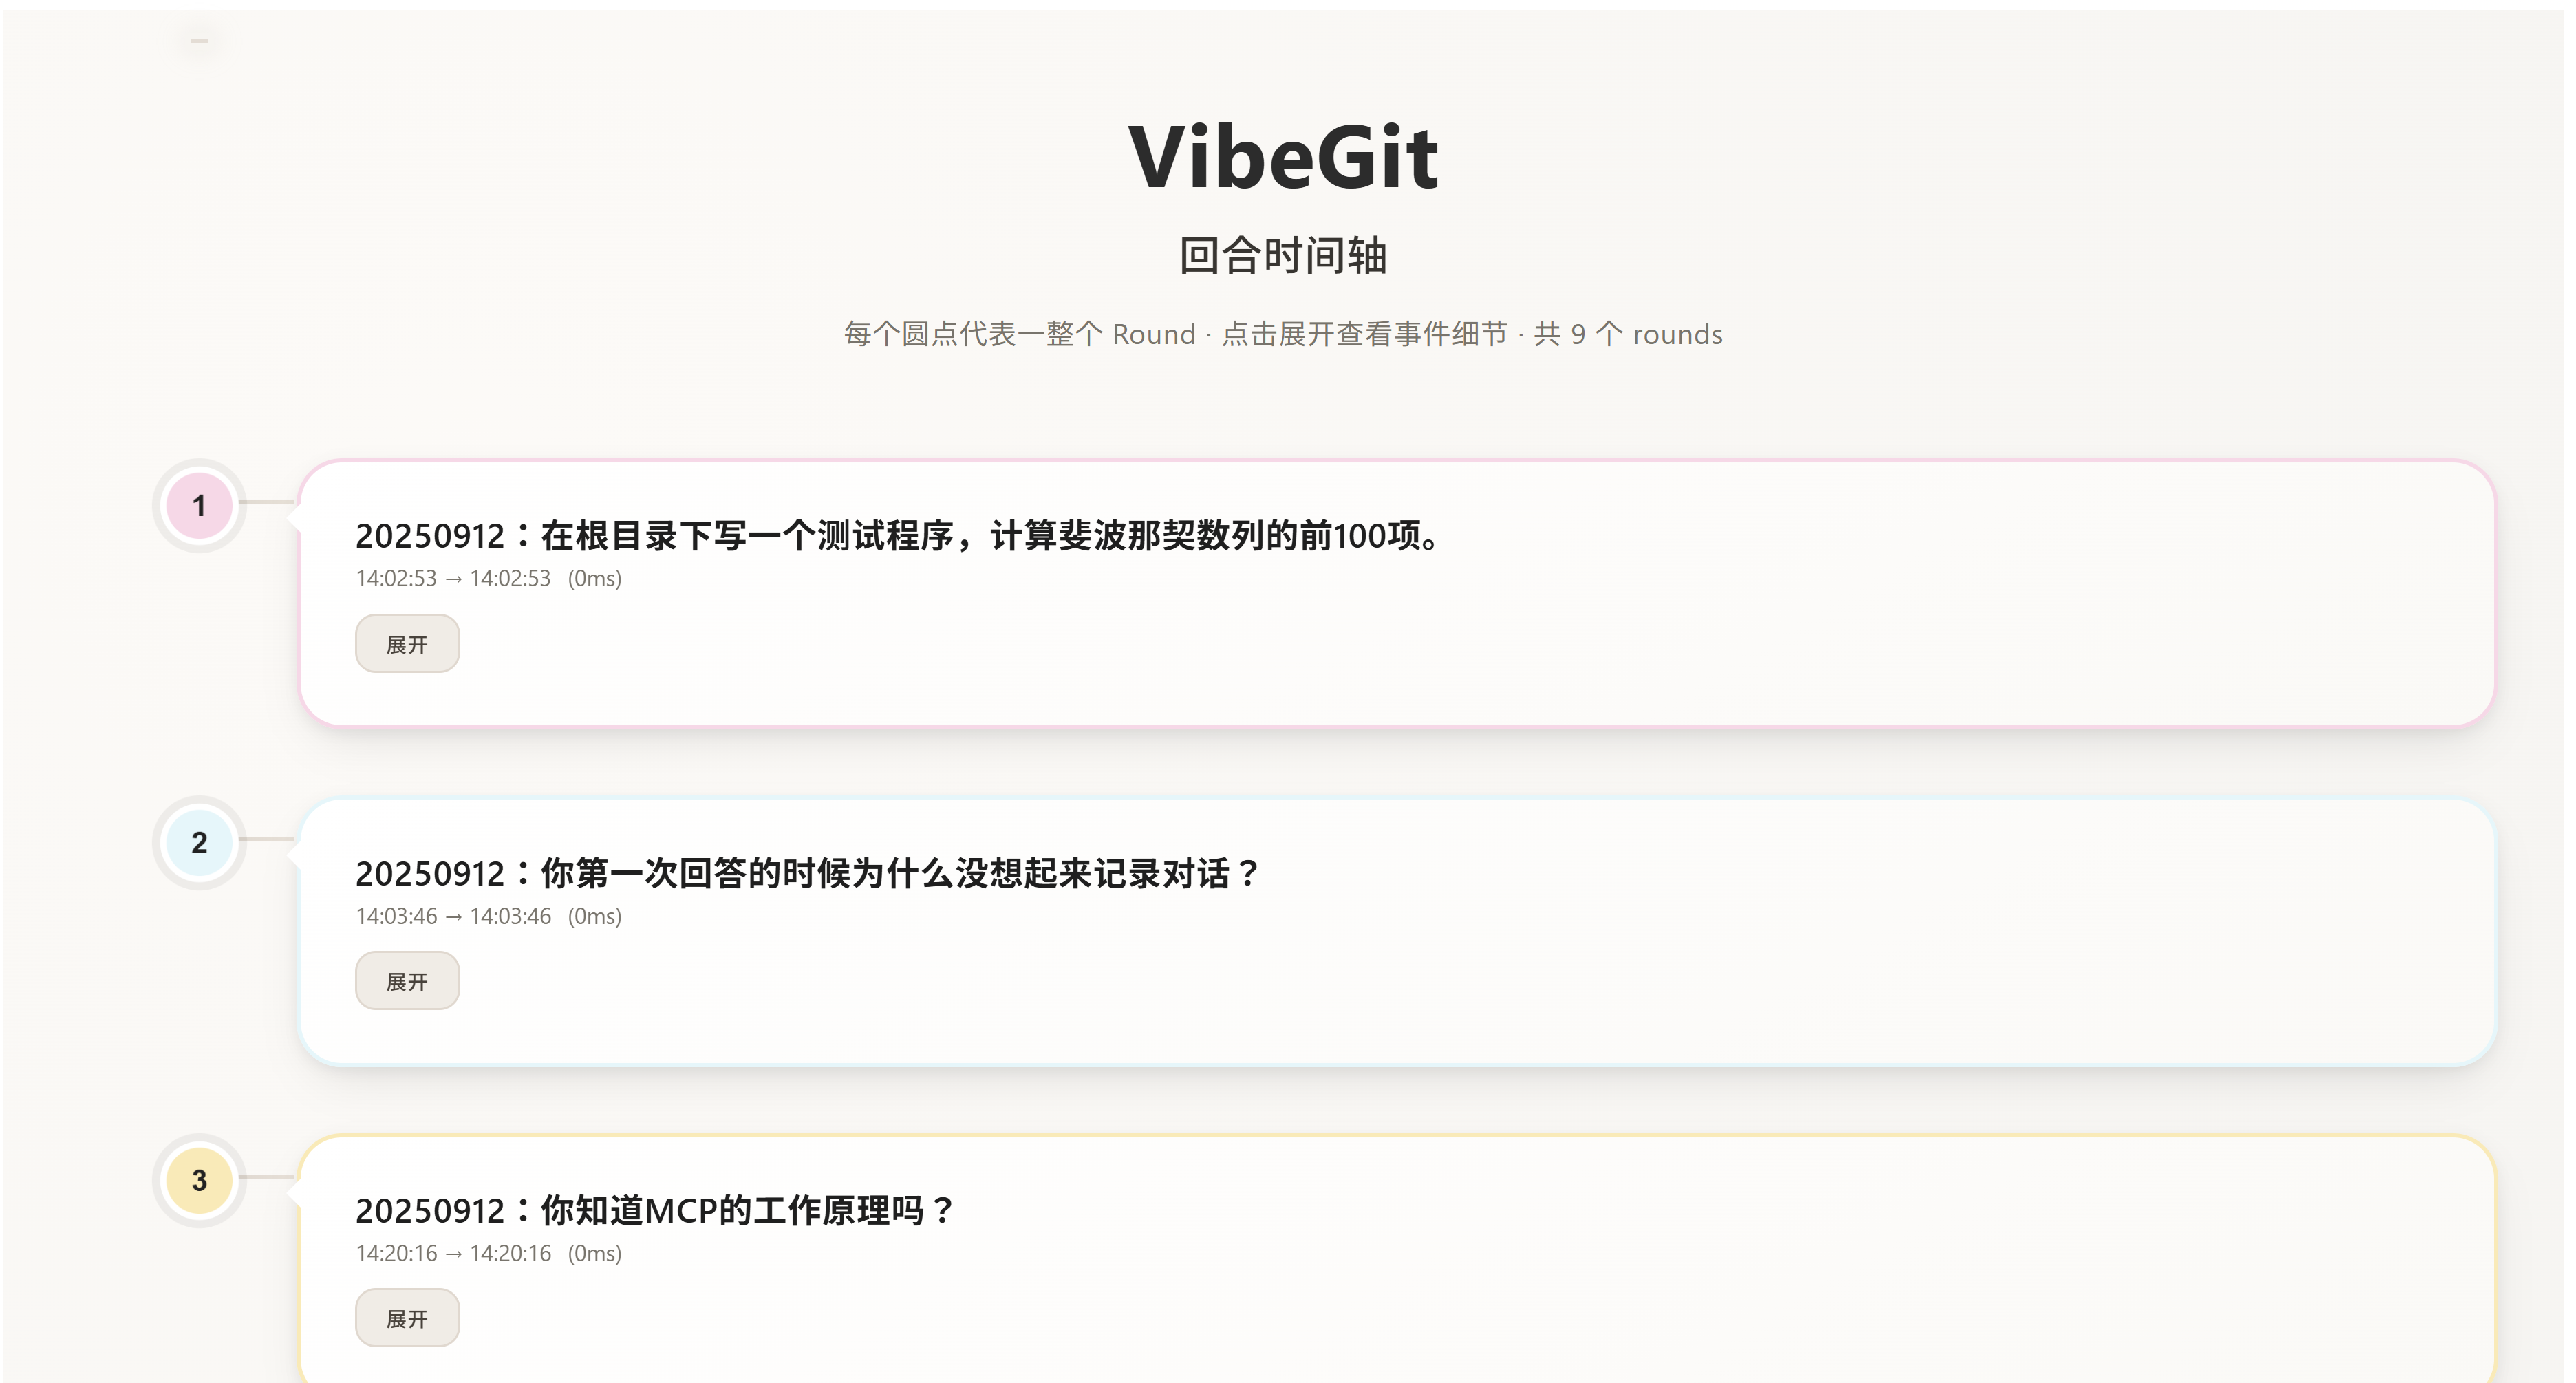 VibeGit
回合时间轴
每个圆点代表一整个 Round · 点击展开查看事件细节 · 共 9 个 rounds
1
20250912：在根目录下写一个测试程序，计算斐波那契数列的前100项。
14:02:53 → 14:02:53 (0ms)
展开
2
20250912：你第一次回答的时候为什么没想起来记录对话？
14:03:46 → 14:03:46 (0ms)
展开
3
20250912：你知道MCP的工作原理吗？
14:20:16 → 14:20:16 (0ms)
展开